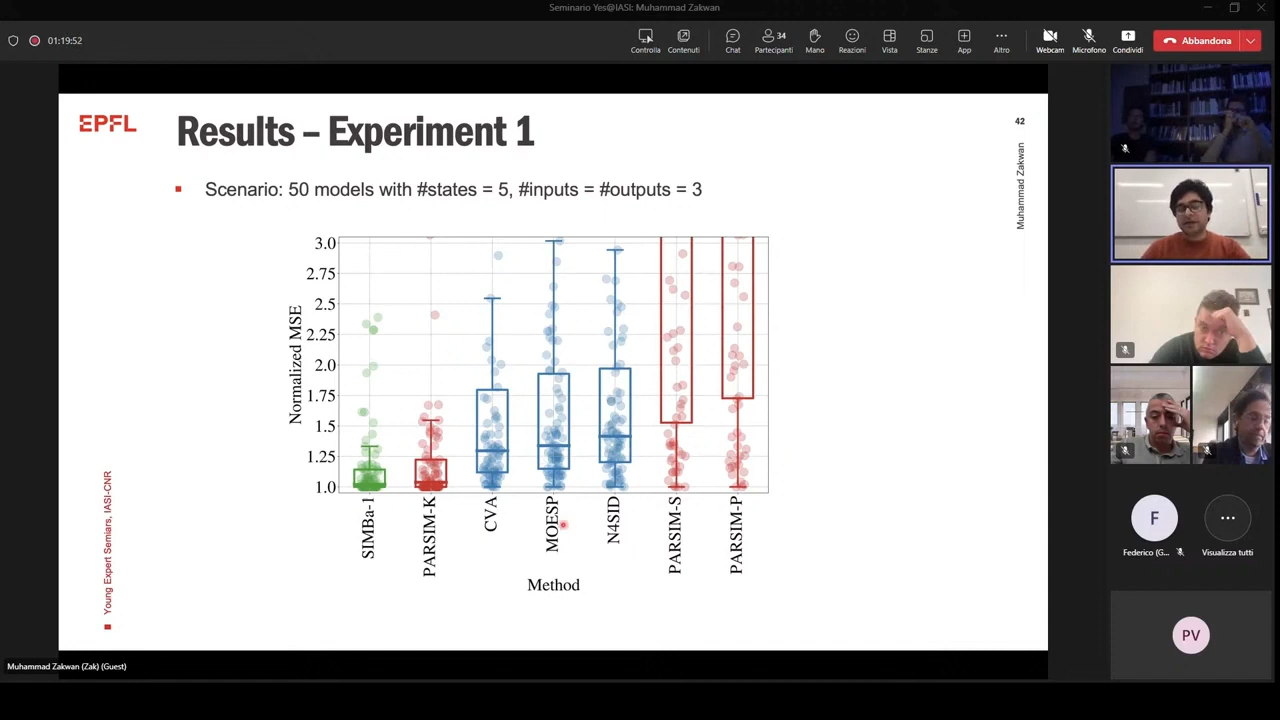 Seminario Yes@IASI: Muhammad Zakwan
01:19:52
Controlla
Contenuti
Chat
34
Partecipanti
Mano
Reazioni
Vista
Stanze
App
Altro
Webcam
Microfono
Condividi
Abbandona
EPFL
Results – Experiment 1
42
Muhammad Zakwan
Scenario: 50 models with #states = 5, #inputs = #outputs = 3
Normalized MSE
3.0
2.75
2.5
2.25
2.0
1.75
1.5
1.25
1.0
SIMBa-1
PARSIM-K
CVA
MOESP
N4SID
PARSIM-S
PARSIM-P
Method
Young Expert Semiars, IASI-CNR
Muhammad Zakwan (Zak) (Guest)
F
Federico (G...
Visualizza tutti
PV